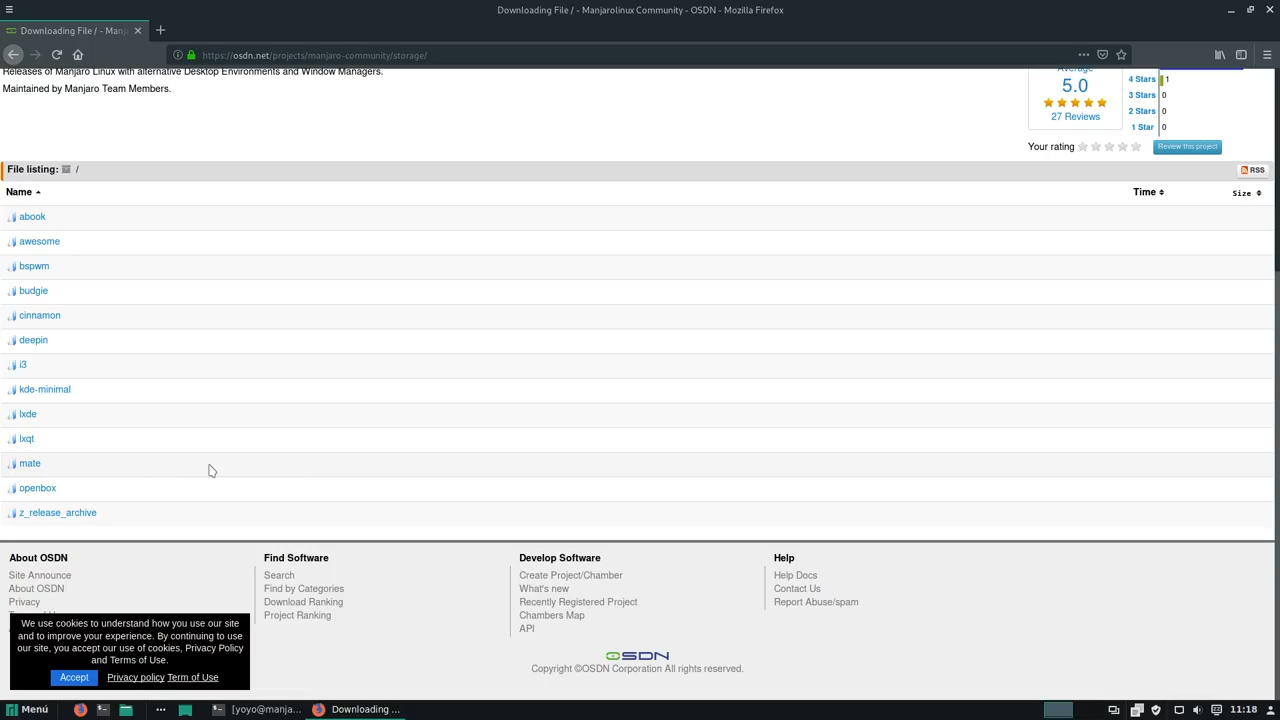 Downloading File / - Manjarolinux Community - OSDN - Mozilla Firefox
Downloading File / - Manj
https://osdn.net/projects/manjaro-community/storage/
Releases of Manjaro Linux with alternative Desktop Environments and Window Managers.
Maintained by Manjaro Team Members.
Average
5.0
27 Reviews
4 Stars 1
3 Stars 0
2 Stars 0
1 Star 0
Your rating
Review this project
File listing: /
RSS
Name Time Size
abook
awesome
bspwm
budgie
cinnamon
deepin
i3
kde-minimal
lxde
lxqt
mate
openbox
z_release_archive
About OSDN
Site Announce
About OSDN
Privacy
Find Software
Search
Find by Categories
Download Ranking
Project Ranking
Develop Software
Create Project/Chamber
What's new
Recently Registered Project
Chambers Map
API
Help
Help Docs
Contact Us
Report Abuse/spam
We use cookies to understand how you use our site
and to improve your experience. By continuing to use
our site, you accept our use of cookies, Privacy Policy
and Terms of Use.
Accept Privacy policy Term of Use
OSDN
Copyright ©OSDN Corporation All rights reserved.
Menú [yoyo@manja... Downloading ... 11:18